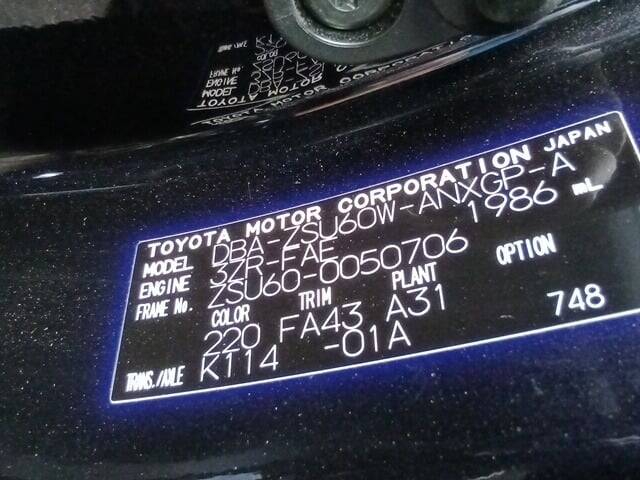 TOYOTA MOTOR CORPORATION JAPAN
MODEL DBA-ZSU60W-ANXGP-A
ENGINE 3ZR-FAE 1986 mL
FRAME No. ZSU60-0050706
COLOR TRIM PLANT OPTION
220 FA43 A31
TRANS./AXLE K114 -01A 748